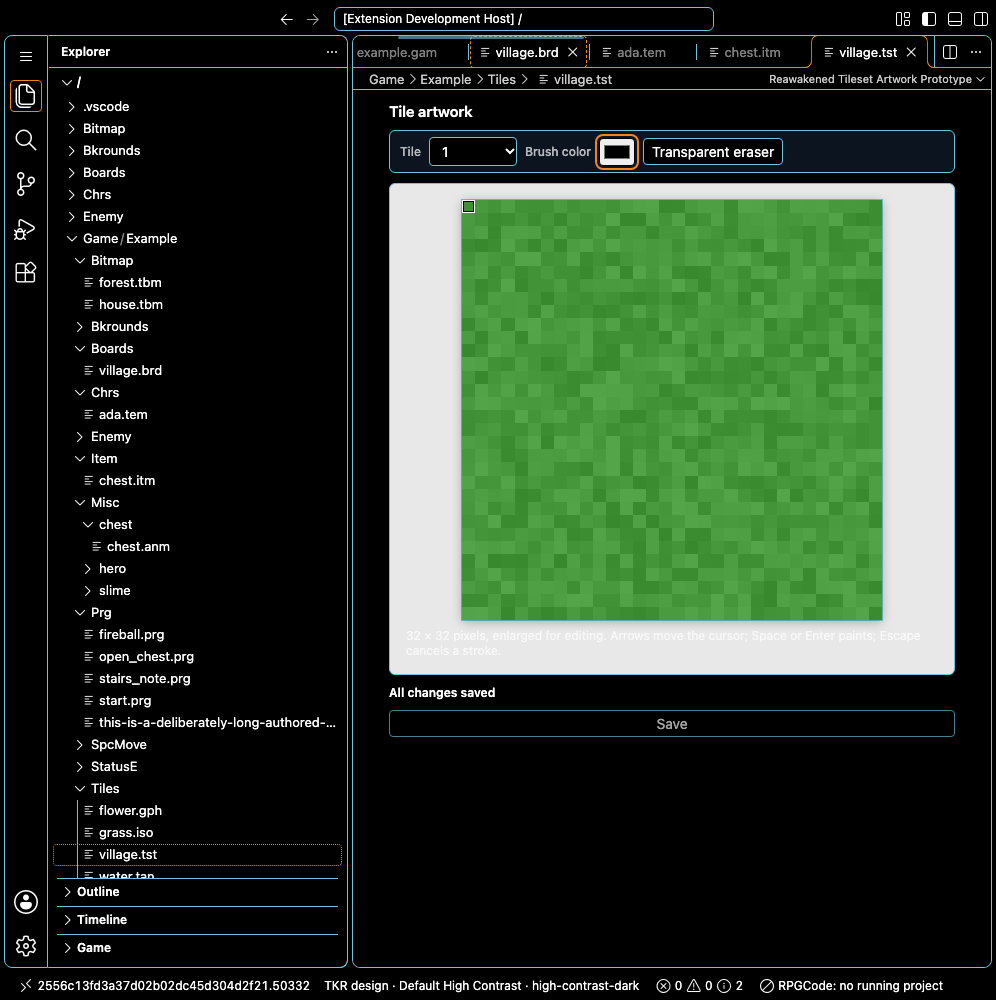 [Extension Development Host] /
Explorer
example.gam
village.brd
ada.tem
chest.itm
village.tst
Game > Example > Tiles > village.tst
Reawakened Tileset Artwork Prototype
/
.vscode
Bitmap
Bkrounds
Boards
Chrs
Enemy
Game / Example
Bitmap
forest.tbm
house.tbm
Bkrounds
Boards
village.brd
Chrs
ada.tem
Enemy
Item
chest.itm
Misc
chest
chest.anm
hero
slime
Prg
fireball.prg
open_chest.prg
stairs_note.prg
start.prg
this-is-a-deliberately-long-authored-...
SpcMove
StatusE
Tiles
flower.gph
grass.iso
village.tst
water.tan
Outline
Timeline
Game
Tile artwork
Tile 1 Brush color Transparent eraser
32 × 32 pixels, enlarged for editing. Arrows move the cursor; Space or Enter paints; Escape
cancels a stroke.
All changes saved
Save
2556c13fd3a37d02b02dc45d304d2f21.50332 TKR design · Default High Contrast · high-contrast-dark 0 0 2 RPGCode: no running project